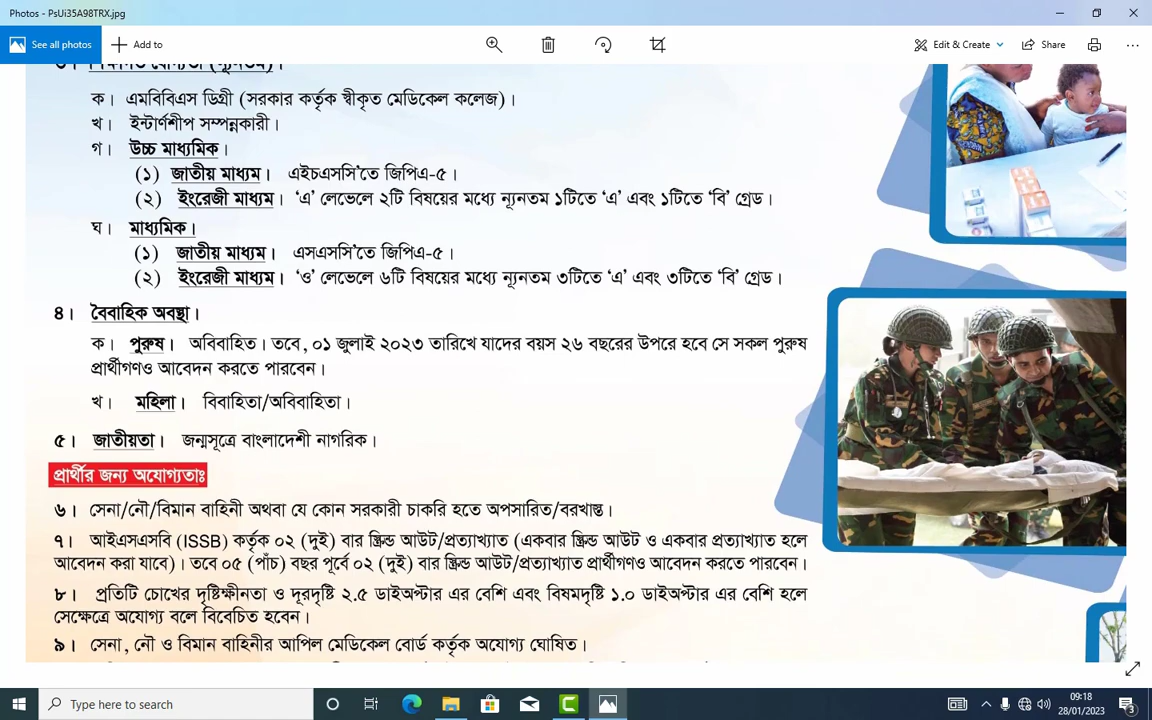 Photos - PsUi35A98TRX.jpg
See all photos
Add to
Edit & Create
Share
ক। এমবিবিএস ডিগ্রী (সরকার কর্তৃক স্বীকৃত মেডিকেল কলেজ)।
খ। ইন্টার্ণশীপ সম্পন্নকারী।
গ। উচ্চ মাধ্যমিক।
(১) জাতীয় মাধ্যম। এইচএসসি'তে জিপিএ-৫।
(২) ইংরেজী মাধ্যম। 'এ' লেভেলে ২টি বিষয়ের মধ্যে ন্যূনতম ১টিতে 'এ' এবং ১টিতে 'বি' গ্রেড।
ঘ। মাধ্যমিক।
(১) জাতীয় মাধ্যম। এসএসসি'তে জিপিএ-৫।
(২) ইংরেজী মাধ্যম। 'ও' লেভেলে ৬টি বিষয়ের মধ্যে ন্যূনতম ৩টিতে 'এ' এবং ৩টিতে 'বি' গ্রেড।
৪। বৈবাহিক অবস্থা।
ক। পুরুষ। অবিবাহিত। তবে, ০১ জুলাই ২০২৩ তারিখে যাদের বয়স ২৬ বছরের উপরে হবে সে সকল পুরুষ
প্রার্থীগণও আবেদন করতে পারবেন।
খ। মহিলা। বিবাহিতা/অবিবাহিতা।
৫। জাতীয়তা। জন্মসূত্রে বাংলাদেশী নাগরিক।
প্রার্থীর জন্য অযোগ্যতাঃ
৬। সেনা/নৌ/বিমান বাহিনী অথবা যে কোন সরকারী চাকরি হতে অপসারিত/বরখাস্ত।
৭। আইএসএসবি (ISSB) কর্তৃক ০২ (দুই) বার স্ক্রিন্ড আউট/প্রত্যাখ্যাত (একবার স্ক্রিন্ড আউট ও একবার প্রত্যাখ্যাত হলে
আবেদন করা যাবে)। তবে ০৫ (পাঁচ) বছর পূর্বে ০২ (দুই) বার স্ক্রিন্ড আউট/প্রত্যাখ্যাত প্রার্থীগণও আবেদন করতে পারবেন।
৮। প্রতিটি চোখের দৃষ্টিক্ষীনতা ও দূরদৃষ্টি ২.৫ ডাইঅপ্টার এর বেশি এবং বিষমদৃষ্টি ১.০ ডাইঅপ্টার এর বেশি হলে
সেক্ষেত্রে অযোগ্য বলে বিবেচিত হবেন।
৯। সেনা, নৌ ও বিমান বাহিনীর আপিল মেডিকেল বোর্ড কর্তৃক অযোগ্য ঘোষিত।
Type here to search
09:18
28/01/2023
3